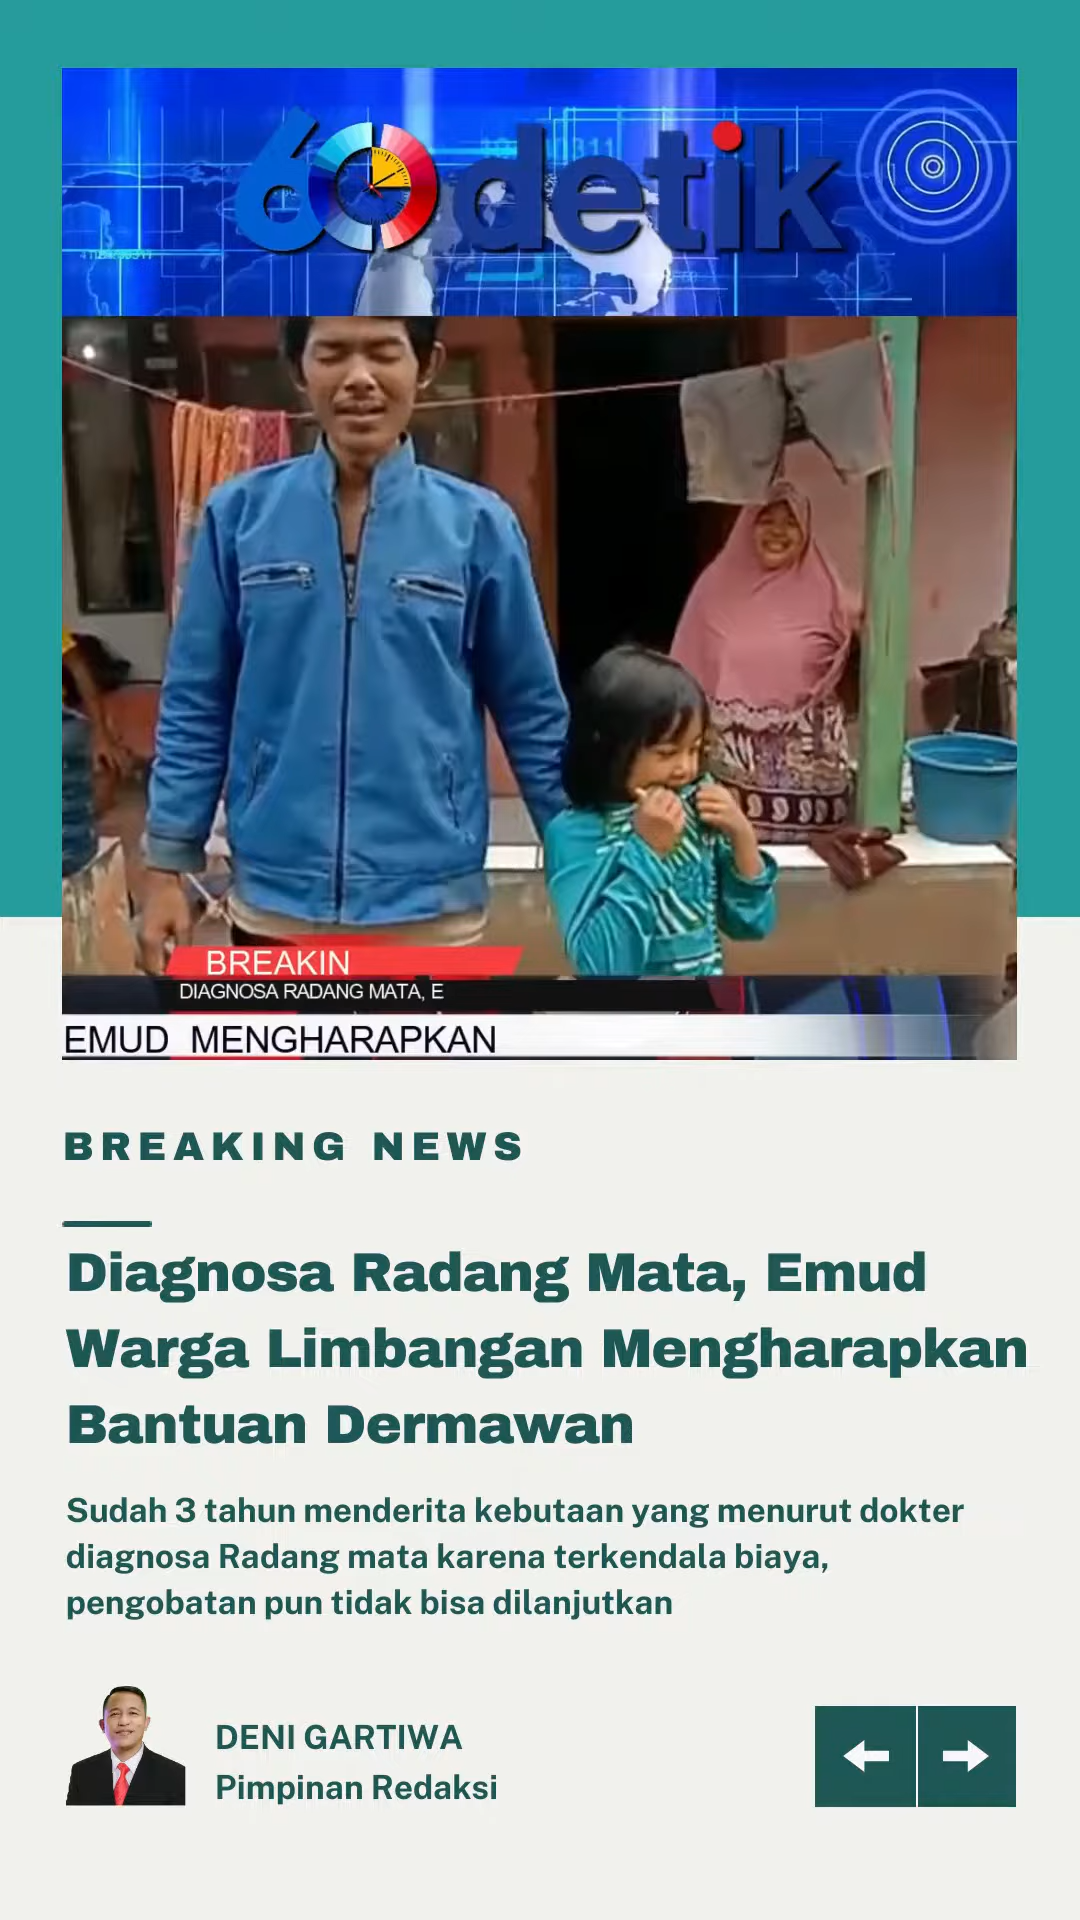 60detik
BREAKIN
DIAGNOSA RADANG MATA, E
EMUD MENGHARAPKAN
BREAKING NEWS
Diagnosa Radang Mata, Emud
Warga Limbangan Mengharapkan
Bantuan Dermawan
Sudah 3 tahun menderita kebutaan yang menurut dokter
diagnosa Radang mata karena terkendala biaya,
pengobatan pun tidak bisa dilanjutkan
DENI GARTIWA
Pimpinan Redaksi